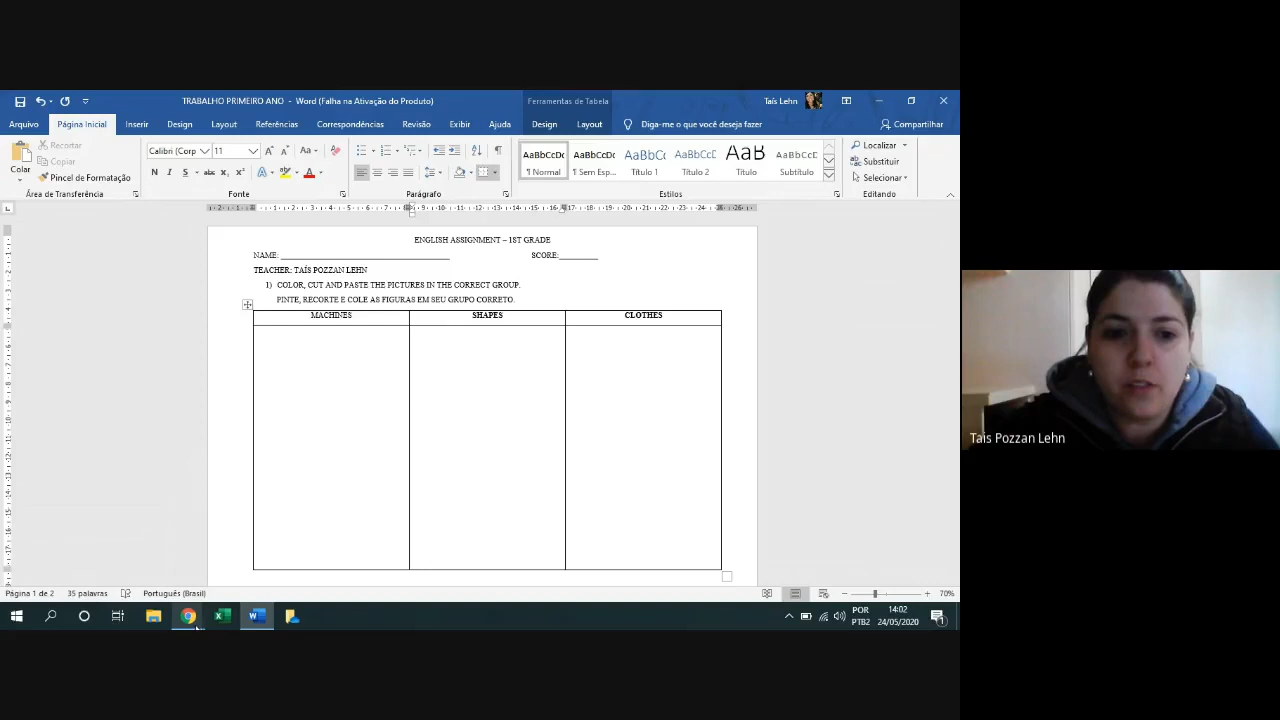 TRABALHO PRIMEIRO ANO - Word (Falha na Ativação do Produto)
Ferramentas de Tabela
Taís Lehn
Arquivo
Página Inicial
Inserir
Design
Layout
Referências
Correspondências
Revisão
Exibir
Ajuda
Design
Layout
Diga-me o que você deseja fazer
Compartilhar
Colar
Recortar
Copiar
Pincel de Formatação
Área de Transferência
Calibri (Corp
11
Fonte
Parágrafo
AaBbCcDc
¶ Normal
AaBbCcDc
¶ Sem Esp...
AaBbCc
Título 1
AaBbCcD
Título 2
AaB
Título
AaBbCcD
Subtítulo
Estilos
Localizar
Substituir
Selecionar
Editando
ENGLISH ASSIGNMENT – 1ST GRADE
NAME: SCORE:
TEACHER: TAÍS POZZAN LEHN
1) COLOR, CUT AND PASTE THE PICTURES IN THE CORRECT GROUP.
PINTE, RECORTE E COLE AS FIGURAS EM SEU GRUPO CORRETO.
MACHINES SHAPES CLOTHES
Página 1 de 2
35 palavras
Português (Brasil)
70%
POR
PTB2
14:02
24/05/2020
Taís Pozzan Lehn